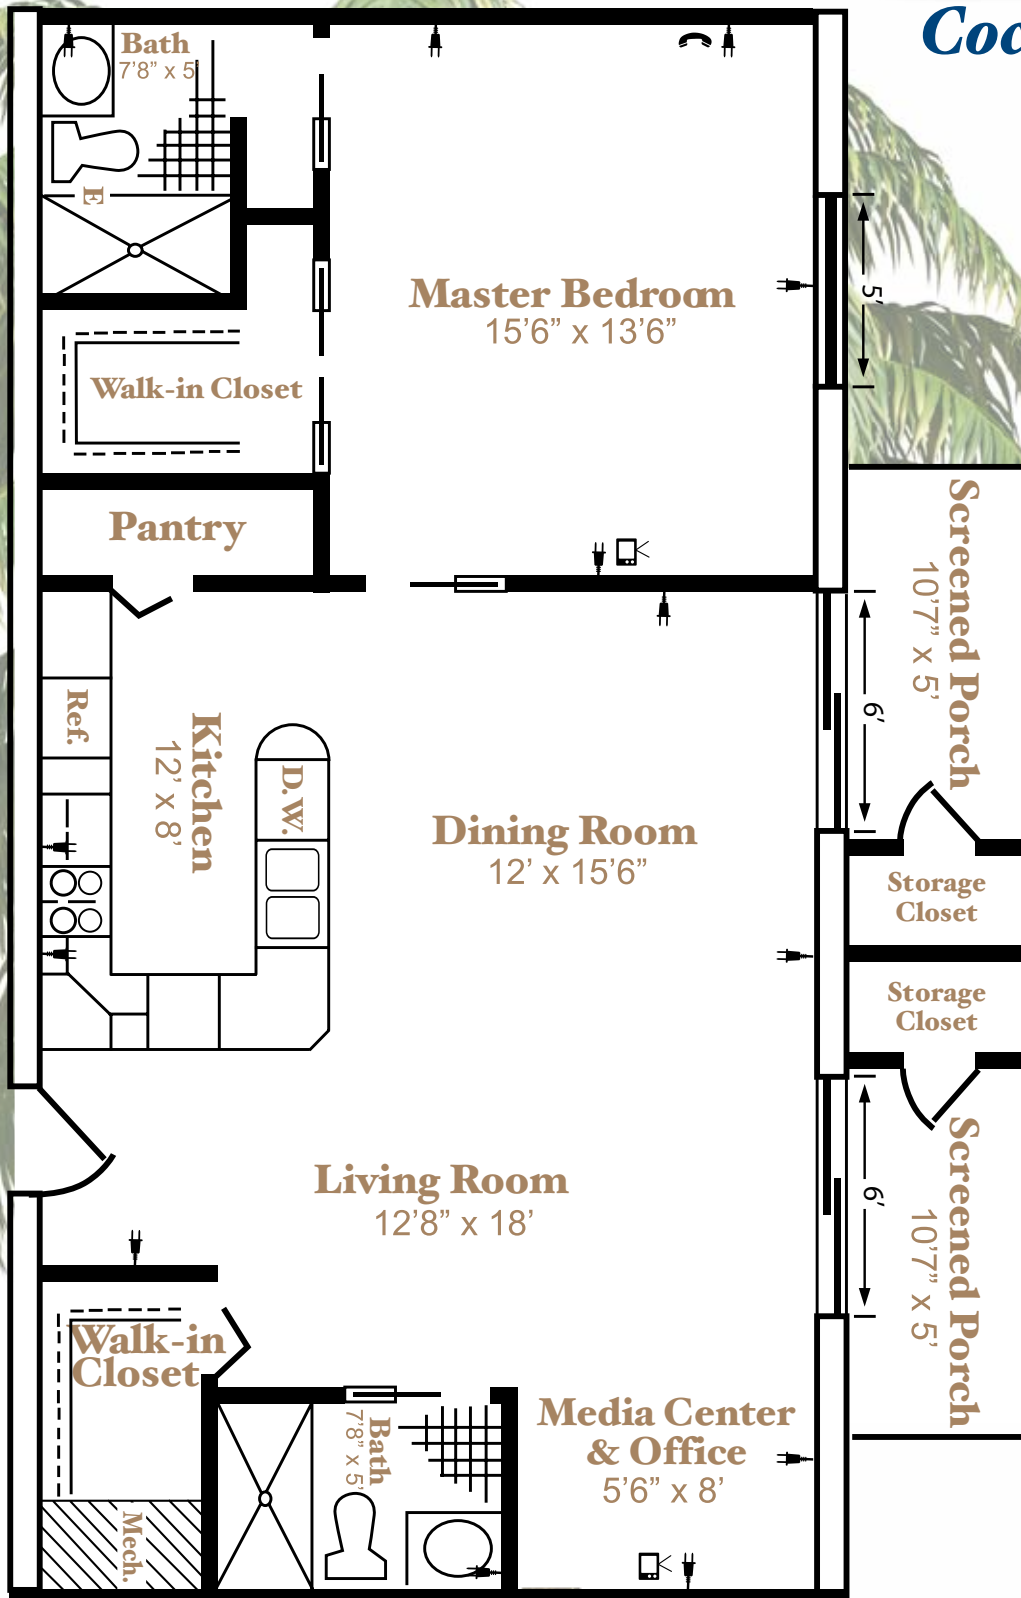 Coc
Bath
7'8" x 5'
E
Master Bedroom
15'6" x 13'6"
5'
Walk-in Closet
Pantry
Screened Porch
10'7" x 5'
Ref.
Kitchen
12' x 8'
D.W.
6'
Dining Room
12' x 15'6"
Storage
Closet
Storage
Closet
Living Room
12'8" x 18'
6'
Screened Porch
10'7" x 5'
Walk-in
Closet
Bath
7'8" x 5'
Media Center
& Office
5'6" x 8'
Mech.